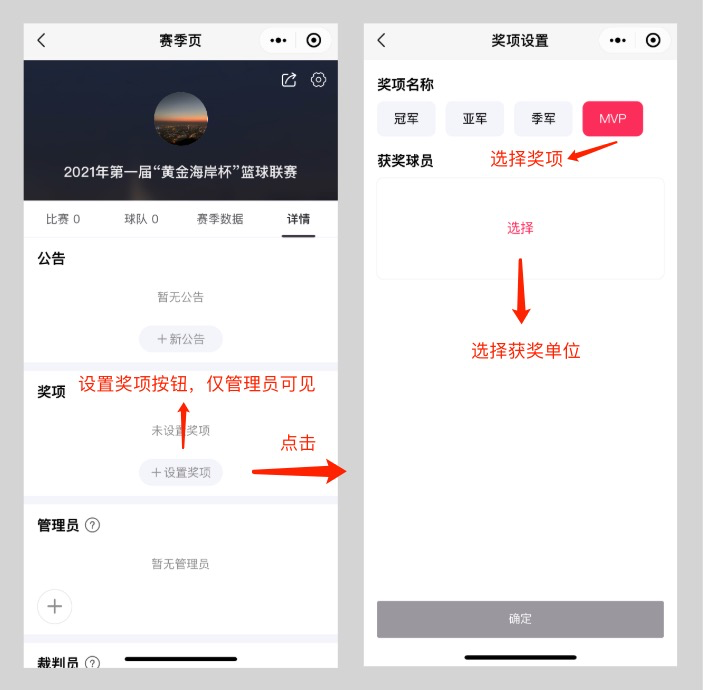 赛季页
2021年第一届“黄金海岸杯”篮球联赛
比赛 0 球队 0 赛季数据 详情
公告
暂无公告
+新公告
奖项
设置奖项按钮，仅管理员可见
未设置奖项
+设置奖项
点击
管理员 ?
暂无管理员
+
裁判员 ?
奖项设置
奖项名称
冠军 亚军 季军 MVP
获奖球员
选择奖项
选择
选择获奖单位
确定